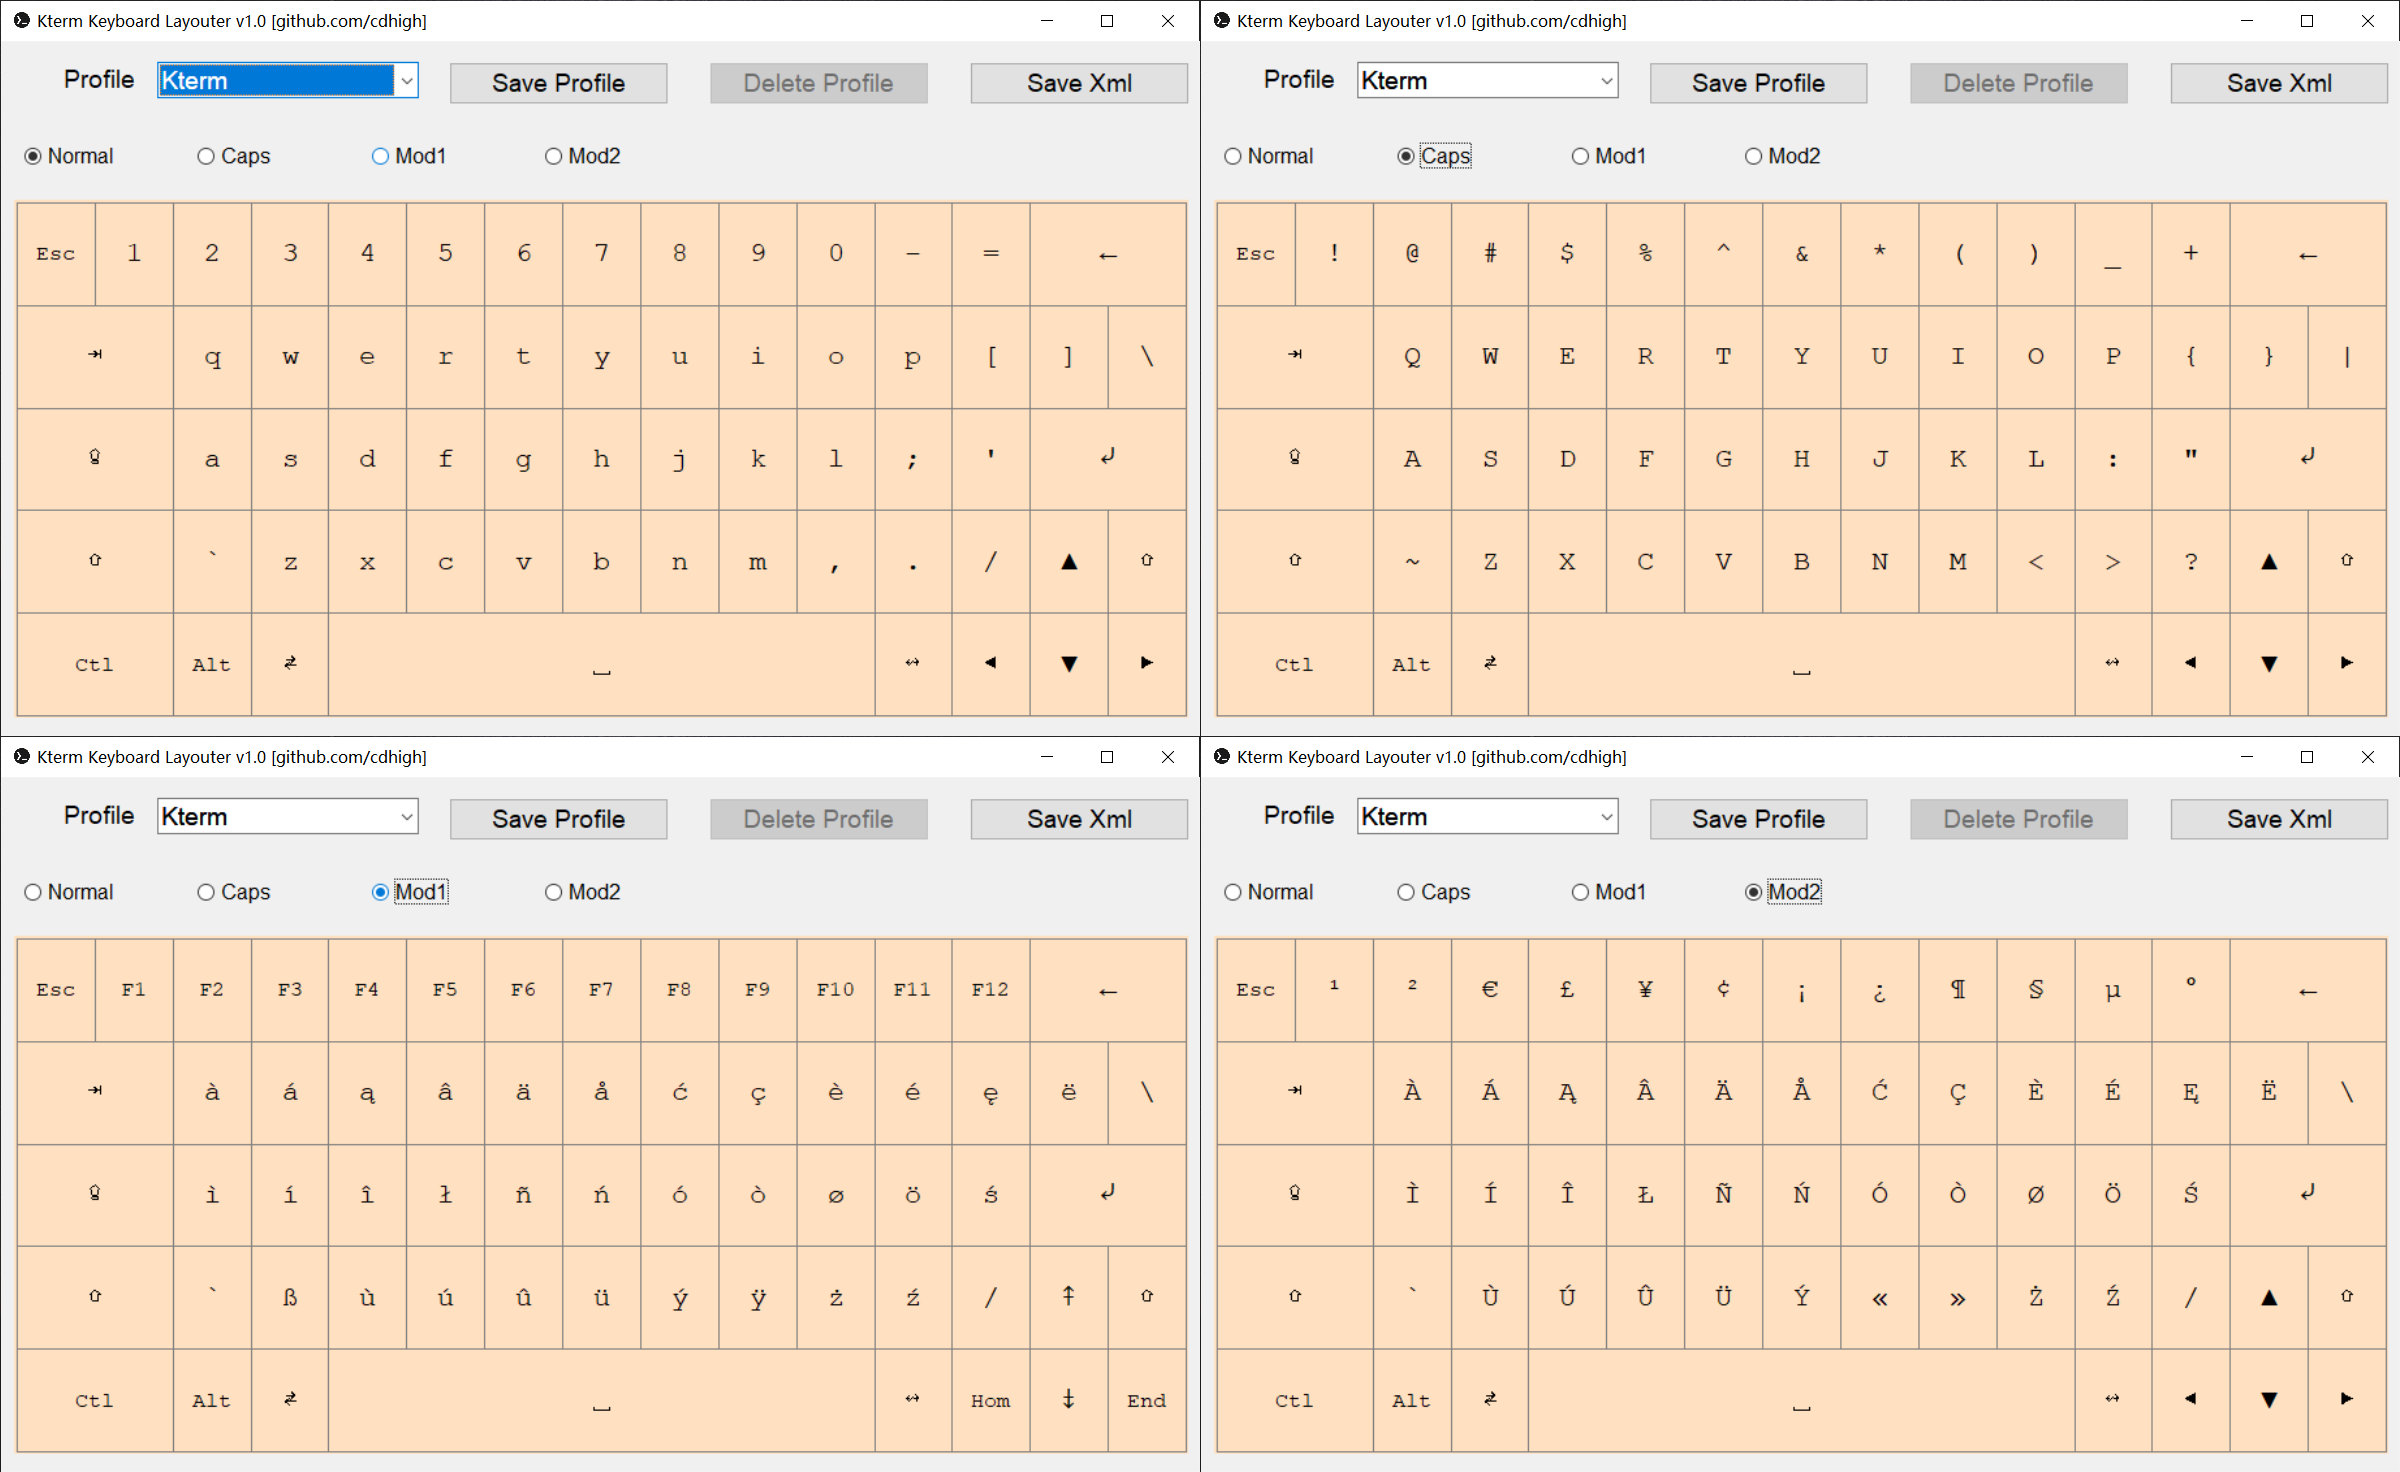 Kterm Keyboard Layouter v1.0 [github.com/cdhigh]
Profile Kterm Save Profile Delete Profile Save Xml
Normal Caps Mod1 Mod2
Esc 1 2 3 4 5 6 7 8 9 0 - = ←
⇥ q w e r t y u i o p [ ] \
⇪ a s d f g h j k l ; ' ⤶
⇧ ` z x c v b n m , . / ▲ ⇧
Ctl Alt ⇄ ⎵ ↔ ◀ ▼ ▶
Kterm Keyboard Layouter v1.0 [github.com/cdhigh]
Profile Kterm Save Profile Delete Profile Save Xml
Normal Caps Mod1 Mod2
Esc ! @ # $ % ^ & * ( ) _ + ←
⇥ Q W E R T Y U I O P { } |
⇪ A S D F G H J K L : " ⤶
⇧ ~ Z X C V B N M < > ? ▲ ⇧
Ctl Alt ⇄ ⎵ ↔ ◀ ▼ ▶
Kterm Keyboard Layouter v1.0 [github.com/cdhigh]
Profile Kterm Save Profile Delete Profile Save Xml
Normal Caps Mod1 Mod2
Esc F1 F2 F3 F4 F5 F6 F7 F8 F9 F10 F11 F12 ←
⇥ à á ą â ä å ć ç è é ę ë \
⇪ ì í î ł ñ ń ó ò ø ö ś ⤶
⇧ ` ß ù ú û ü ý ÿ ż ź / ⇞ ⇧
Ctl Alt ⇄ ⎵ ↔ Hom ⇟ End
Kterm Keyboard Layouter v1.0 [github.com/cdhigh]
Profile Kterm Save Profile Delete Profile Save Xml
Normal Caps Mod1 Mod2
Esc ¹ ² € £ ¥ ¢ ¡ ¿ ¶ § µ º ←
⇥ À Á Ą Â Ä Å Ć Ç È É Ę Ë \
⇪ Ì Í Î Ł Ñ Ń Ó Ò Ø Ö Ś ⤶
⇧ ` Ù Ú Û Ü Ý « » Ż Ź / ▲ ⇧
Ctl Alt ⇄ ⎵ ↔ ◀ ▼ ▶